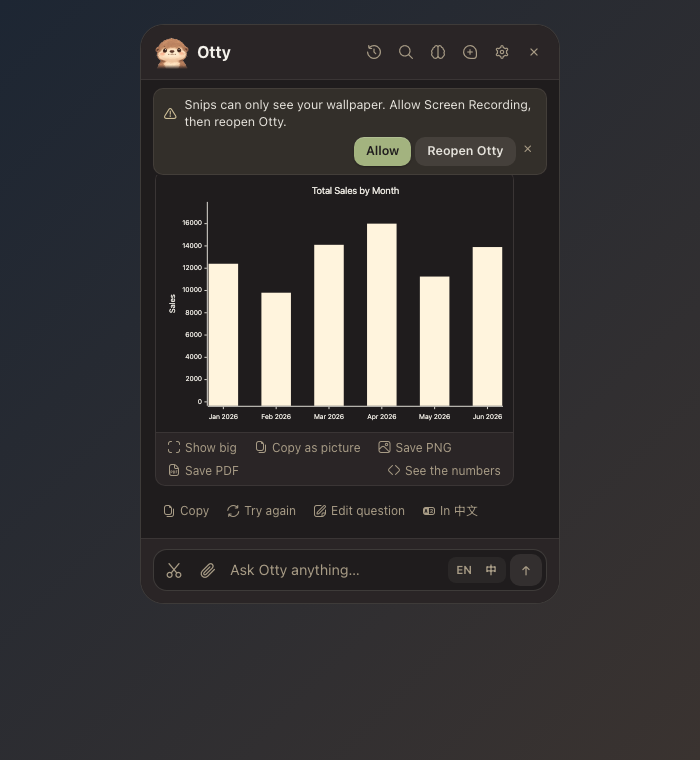 Otty
Snips can only see your wallpaper. Allow Screen Recording,
then reopen Otty.
Allow
Reopen Otty
Total Sales by Month
Sales
16000
14000
12000
10000
8000
6000
4000
2000
0
Jan 2026 Feb 2026 Mar 2026 Apr 2026 May 2026 Jun 2026
Show big Copy as picture Save PNG
Save PDF See the numbers
Copy Try again Edit question In 中文
Ask Otty anything... EN 中